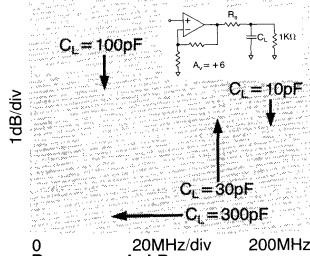 R_s
C_L
1KΩ
A_v = +6
C_L = 100pF
C_L = 10pF
1dB/div
C_L = 30pF
C_L = 300pF
0 20MHz/div 200MHz